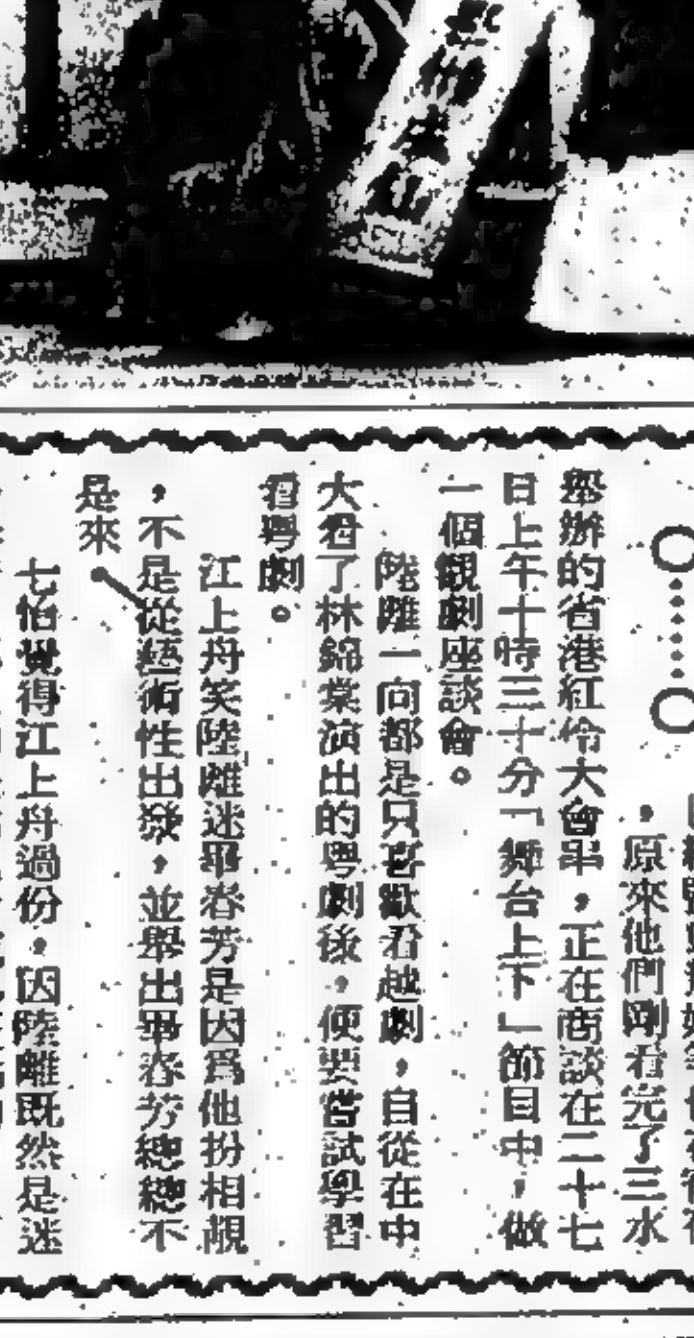 ，原來他們剛看完了三水
舉辦的省港紅伶大會串，正在商談在二十七
日上午十時三十分「舞台上下」節目中，做
一個觀劇座談會。
陸離一向都是只喜歡看越劇，自從在中
大看了林錦棠演出的粵劇後，便要嘗試學習
看粵劇。
江上舟笑陸離迷畢春芳是因爲他扮相靚
，不是從藝術性出發，並舉出畢春芳總總不
是來。
七怡覺得江上舟過份，因陸離既然是迷